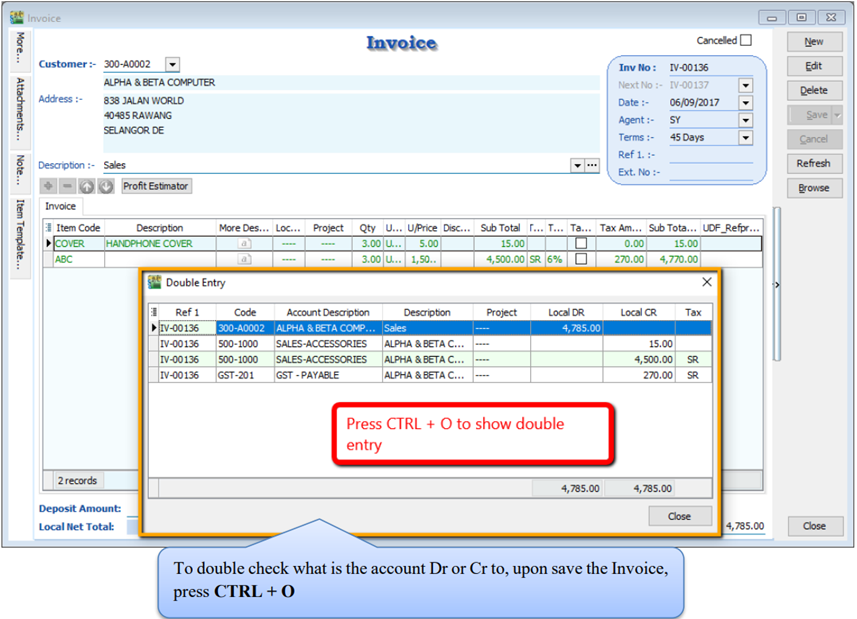 Invoice
Invoice
Cancelled
New
Edit
Delete
Save
Cancel
Refresh
Browse
More...
Attachments...
Note...
Item Template...
Customer :- 300-A0002
ALPHA & BETA COMPUTER
Address :- 838 JALAN WORLD
40485 RAWANG
SELANGOR DE
Inv No : IV-00136
Next No :- IV-00137
Date :- 06/09/2017
Agent :- SY
Terms :- 45 Days
Ref 1. :-
Ext. No :-
Description :- Sales
Profit Estimator
Invoice
Item Code Description More Des... Loc... Project Qty U... U/Price Disc... Sub Total T... T... Ta... Tax Am... Sub Tota... UDF_Refpr...
COVER HANDPHONE COVER ---- ---- 3.00 U... 5.00 15.00 0.00 15.00
ABC ---- ---- 3.00 U... 1,50... 4,500.00 SR 6% 270.00 4,770.00
Double Entry
Ref 1 Code Account Description Description Project Local DR Local CR Tax
IV-00136 300-A0002 ALPHA & BETA COMP... Sales ---- 4,785.00
IV-00136 500-1000 SALES-ACCESSORIES ALPHA & BETA C... ---- 15.00
IV-00136 500-1000 SALES-ACCESSORIES ALPHA & BETA C... ---- 4,500.00 SR
IV-00136 GST-201 GST - PAYABLE ALPHA & BETA C... ---- 270.00 SR
Press CTRL + O to show double
entry
4,785.00 4,785.00
Close
2 records
Deposit Amount:
Local Net Total: 4,785.00
Close
To double check what is the account Dr or Cr to, upon save the Invoice,
press CTRL + O